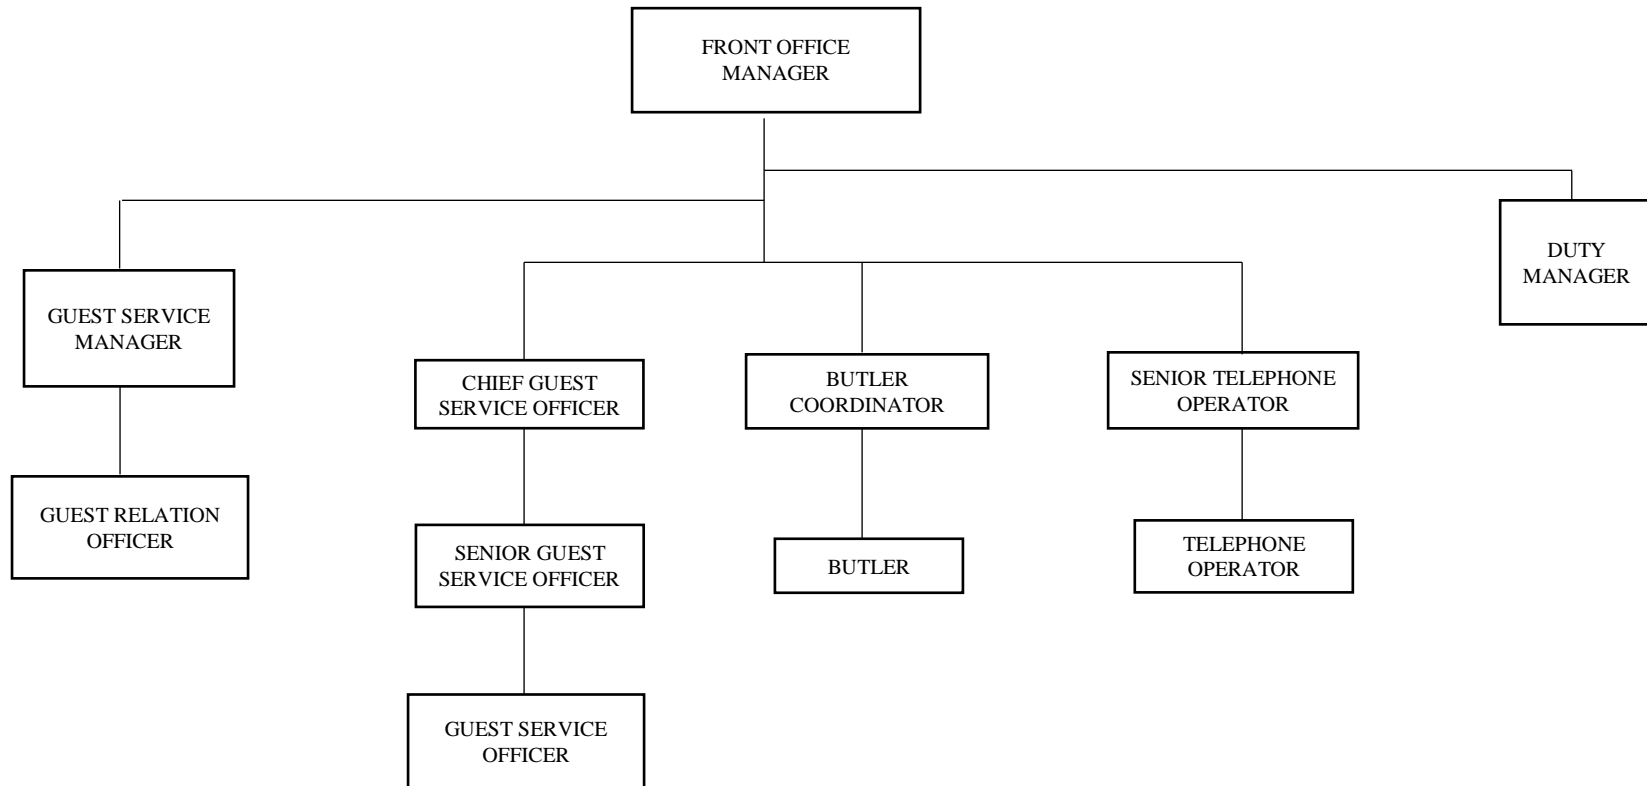 FRONT OFFICE
MANAGER
DUTY
MANAGER
GUEST SERVICE
MANAGER
CHIEF GUEST
SERVICE OFFICER
BUTLER
COORDINATOR
SENIOR TELEPHONE
OPERATOR
GUEST RELATION
OFFICER
SENIOR GUEST
SERVICE OFFICER
BUTLER
TELEPHONE
OPERATOR
GUEST SERVICE
OFFICER